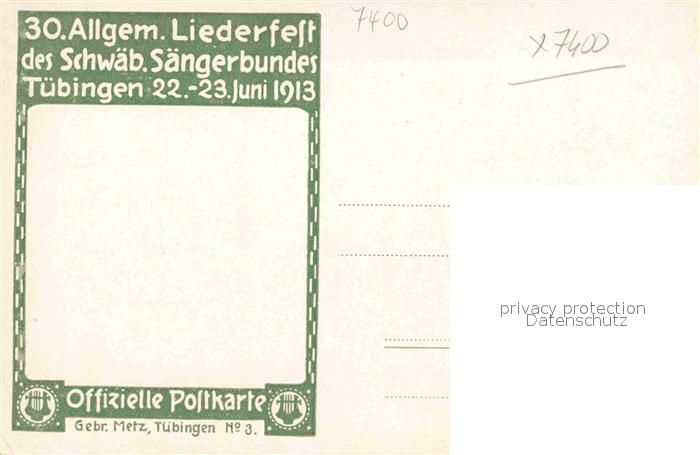 30. Allgem. Liederfest
des Schwäb. Sängerbundes
Tübingen 22.-23. Juni 1913
7400
x 7400
privacy protection
Datenschutz
Offizielle Postkarte
Gebr. Metz, Tübingen No 3.